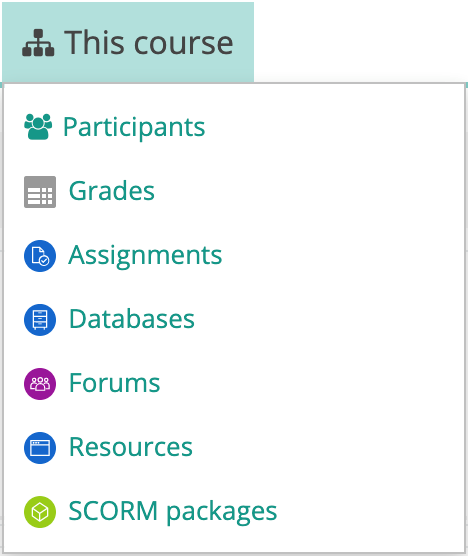 This course
Participants
Grades
Assignments
Databases
Forums
Resources
SCORM packages